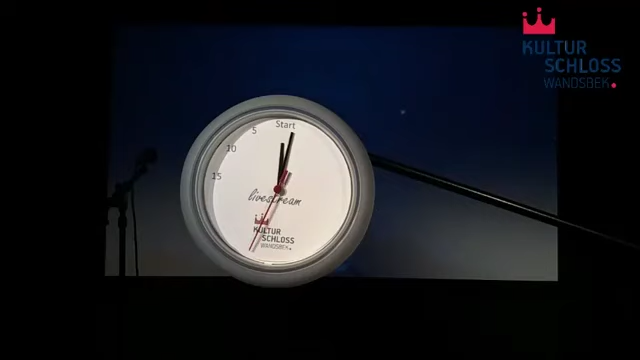 KULTUR
SCHLOSS
WANDSBEK.
Start
5
10
15
livestream
KULTUR
SCHLOSS
WANDSBEK.